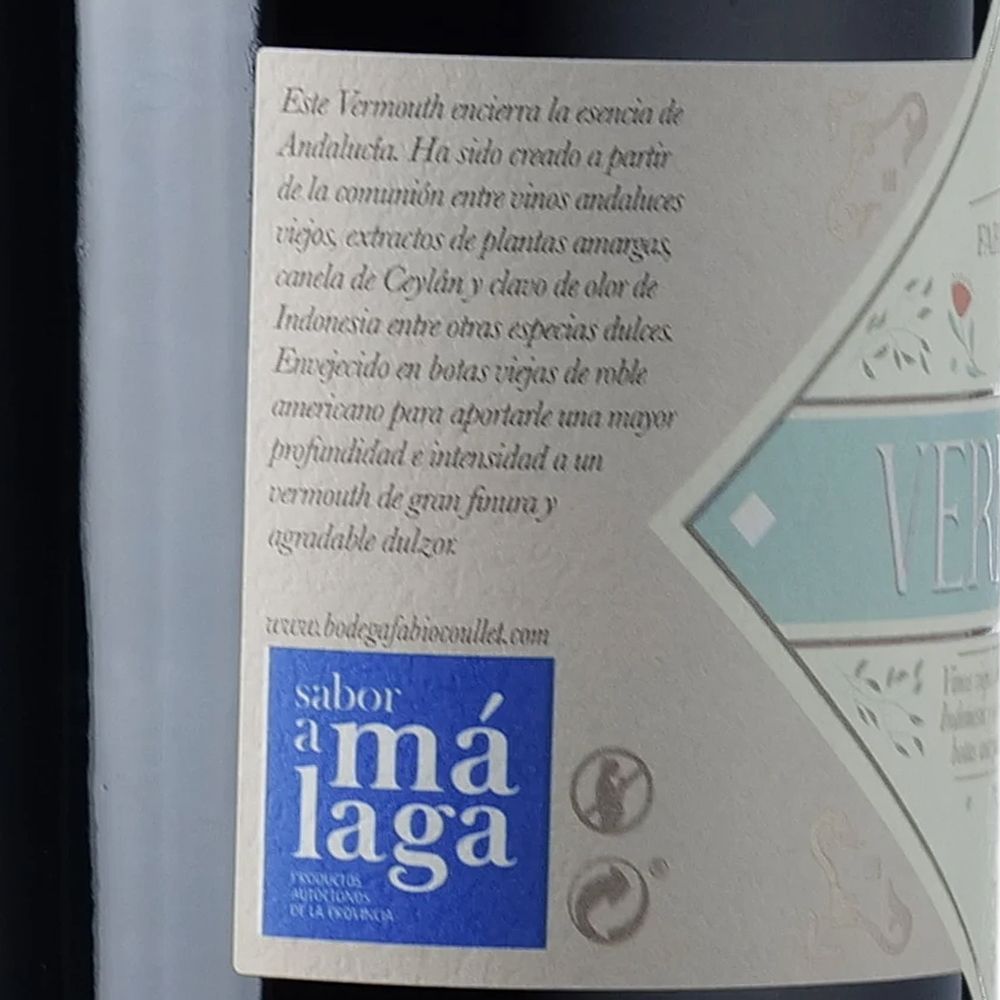 Este Vermouth encierra la esencia de
Andalucía. Ha sido creado a partir
de la comunión entre vinos andaluces
viejos, extractos de plantas amargas,
canela de Ceylán y clavo de olor de
Indonesia entre otras especias dulces.
Envejecido en botas viejas de roble
americano para aportarle una mayor
profundidad e intensidad a un
vermouth de gran finura y
agradable dulzor.
www.bodegafabiocoullet.com
sabor
a má
laga
PRODUCTOS
AUTÓCTONOS
DE LA PROVINCIA
VER